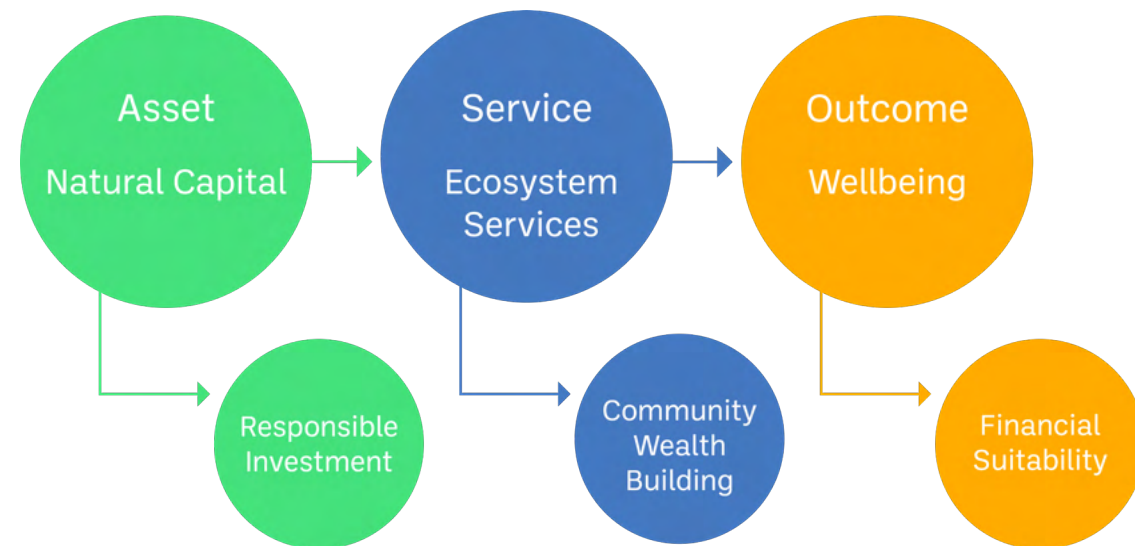 Asset
Natural Capital
Service
Ecosystem
Services
Outcome
Wellbeing
Responsible
Investment
Community
Wealth
Building
Financial
Suitability